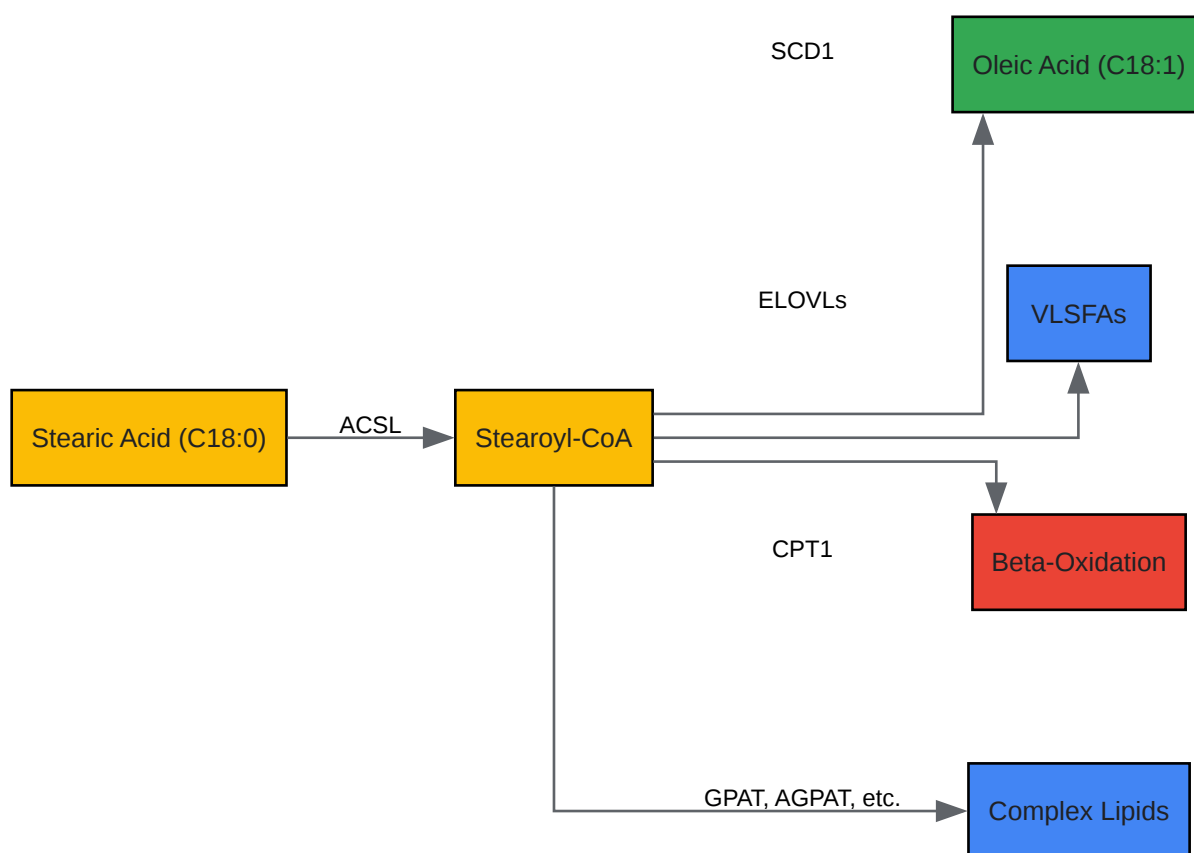 SCD1
Oleic Acid (C18:1)
ELOVLs
VLSFAs
Stearic Acid (C18:0)
ACSL
Stearoyl-CoA
CPT1
Beta-Oxidation
GPAT, AGPAT, etc.
Complex Lipids